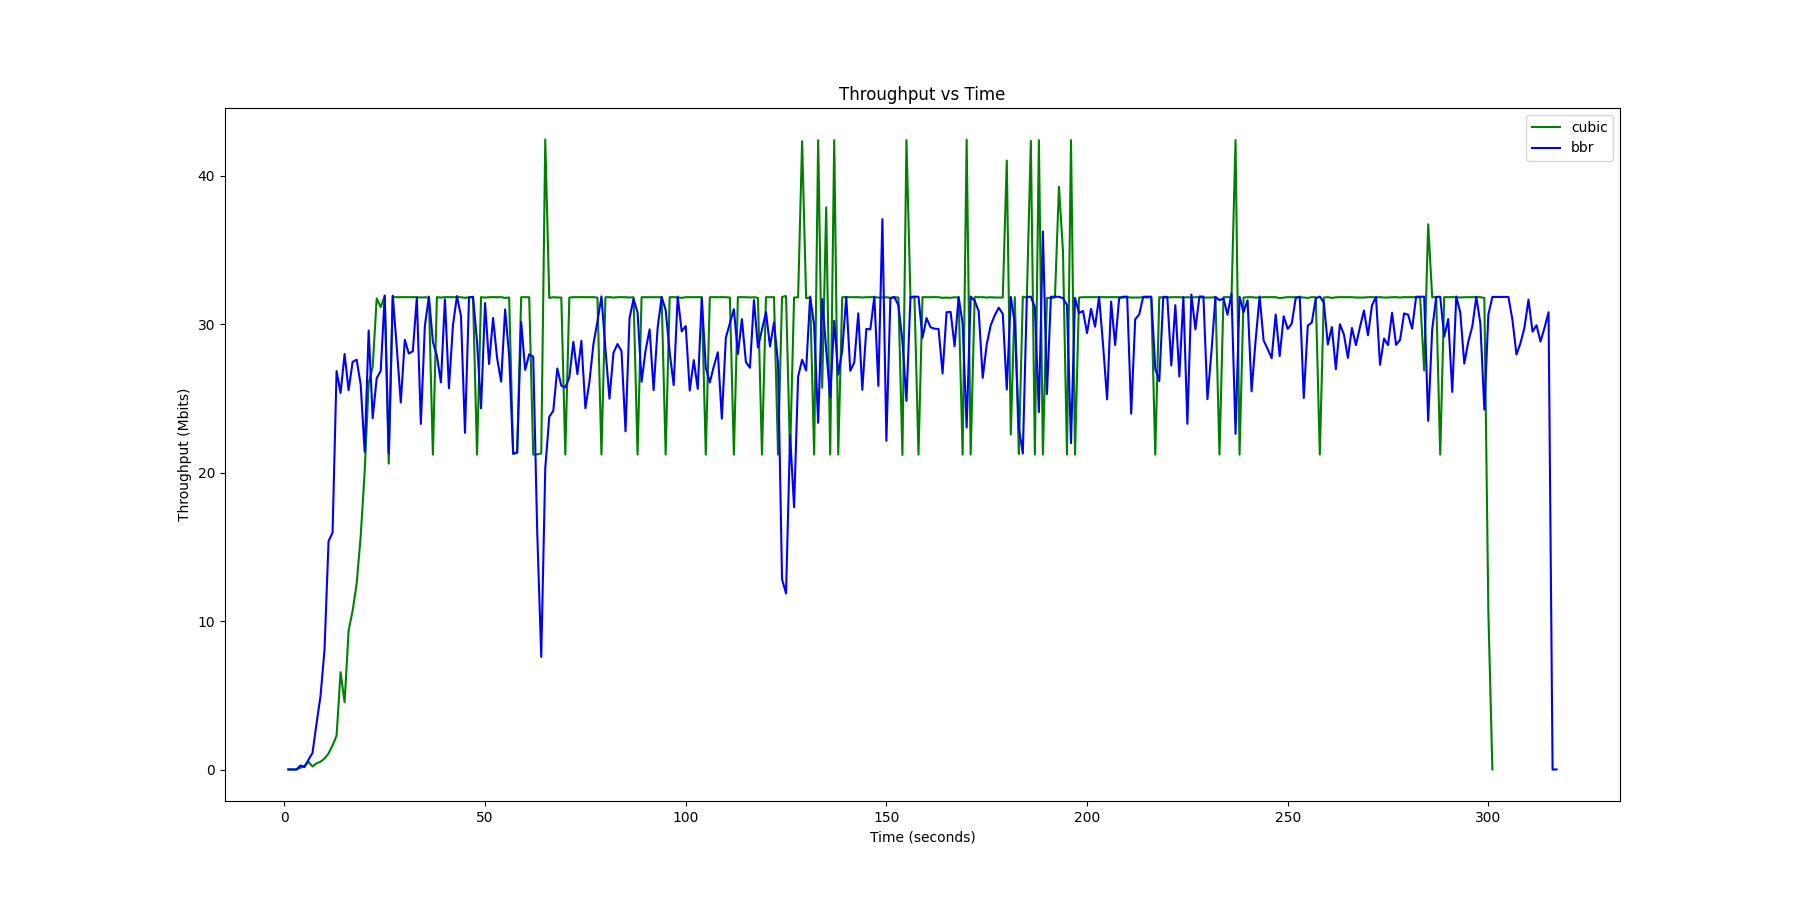 Throughput vs Time
cubic
bbr
Throughput (Mbits)
40
30
20
10
0
0 50 100 150 200 250 300
Time (seconds)